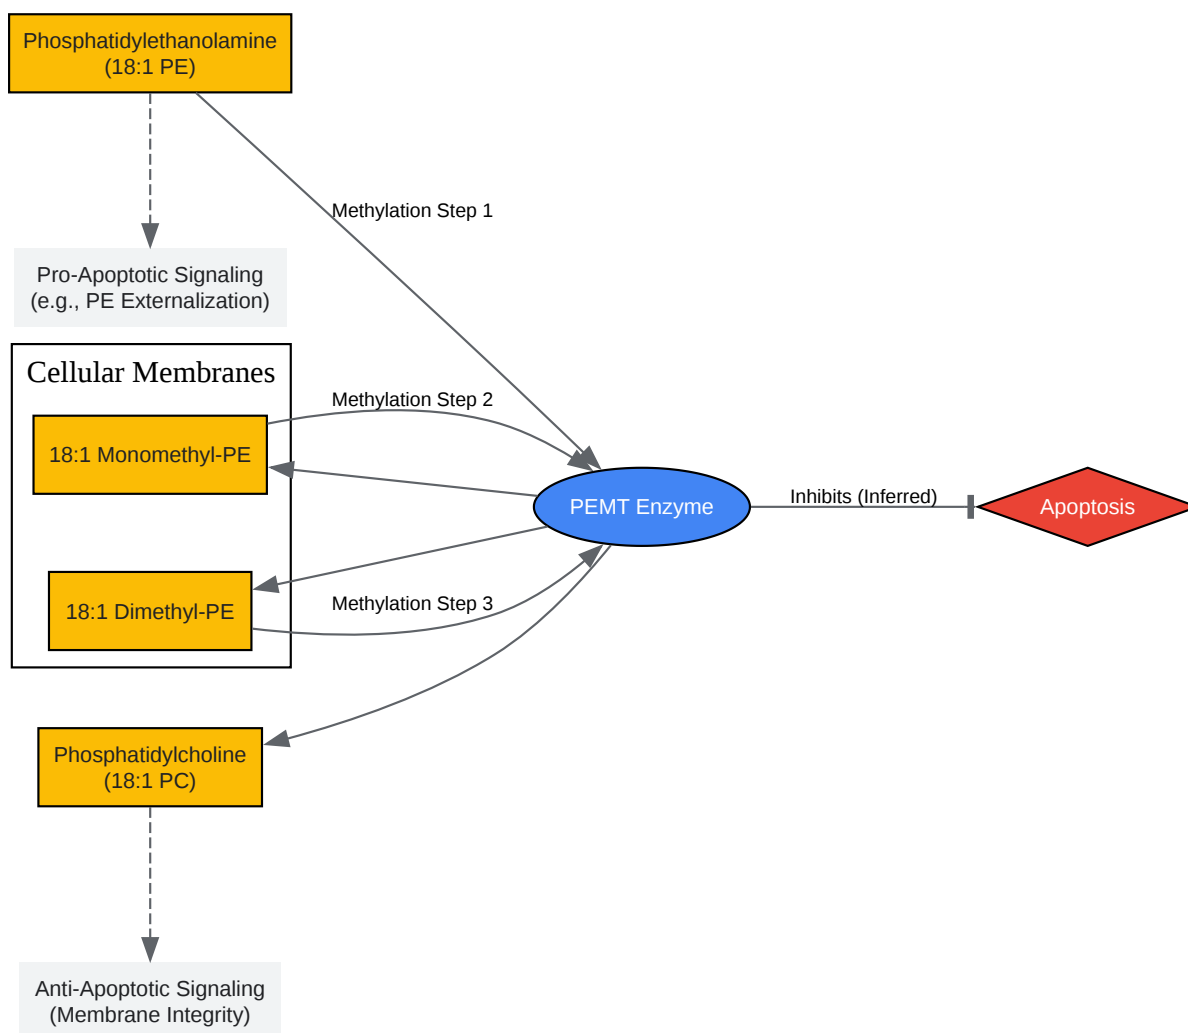 Phosphatidylethanolamine
(18:1 PE)
Methylation Step 1
Pro-Apoptotic Signaling
(e.g., PE Externalization)
Cellular Membranes
Methylation Step 2
18:1 Monomethyl-PE
PEMT Enzyme
Inhibits (Inferred)
Apoptosis
18:1 Dimethyl-PE
Methylation Step 3
Phosphatidylcholine
(18:1 PC)
Anti-Apoptotic Signaling
(Membrane Integrity)